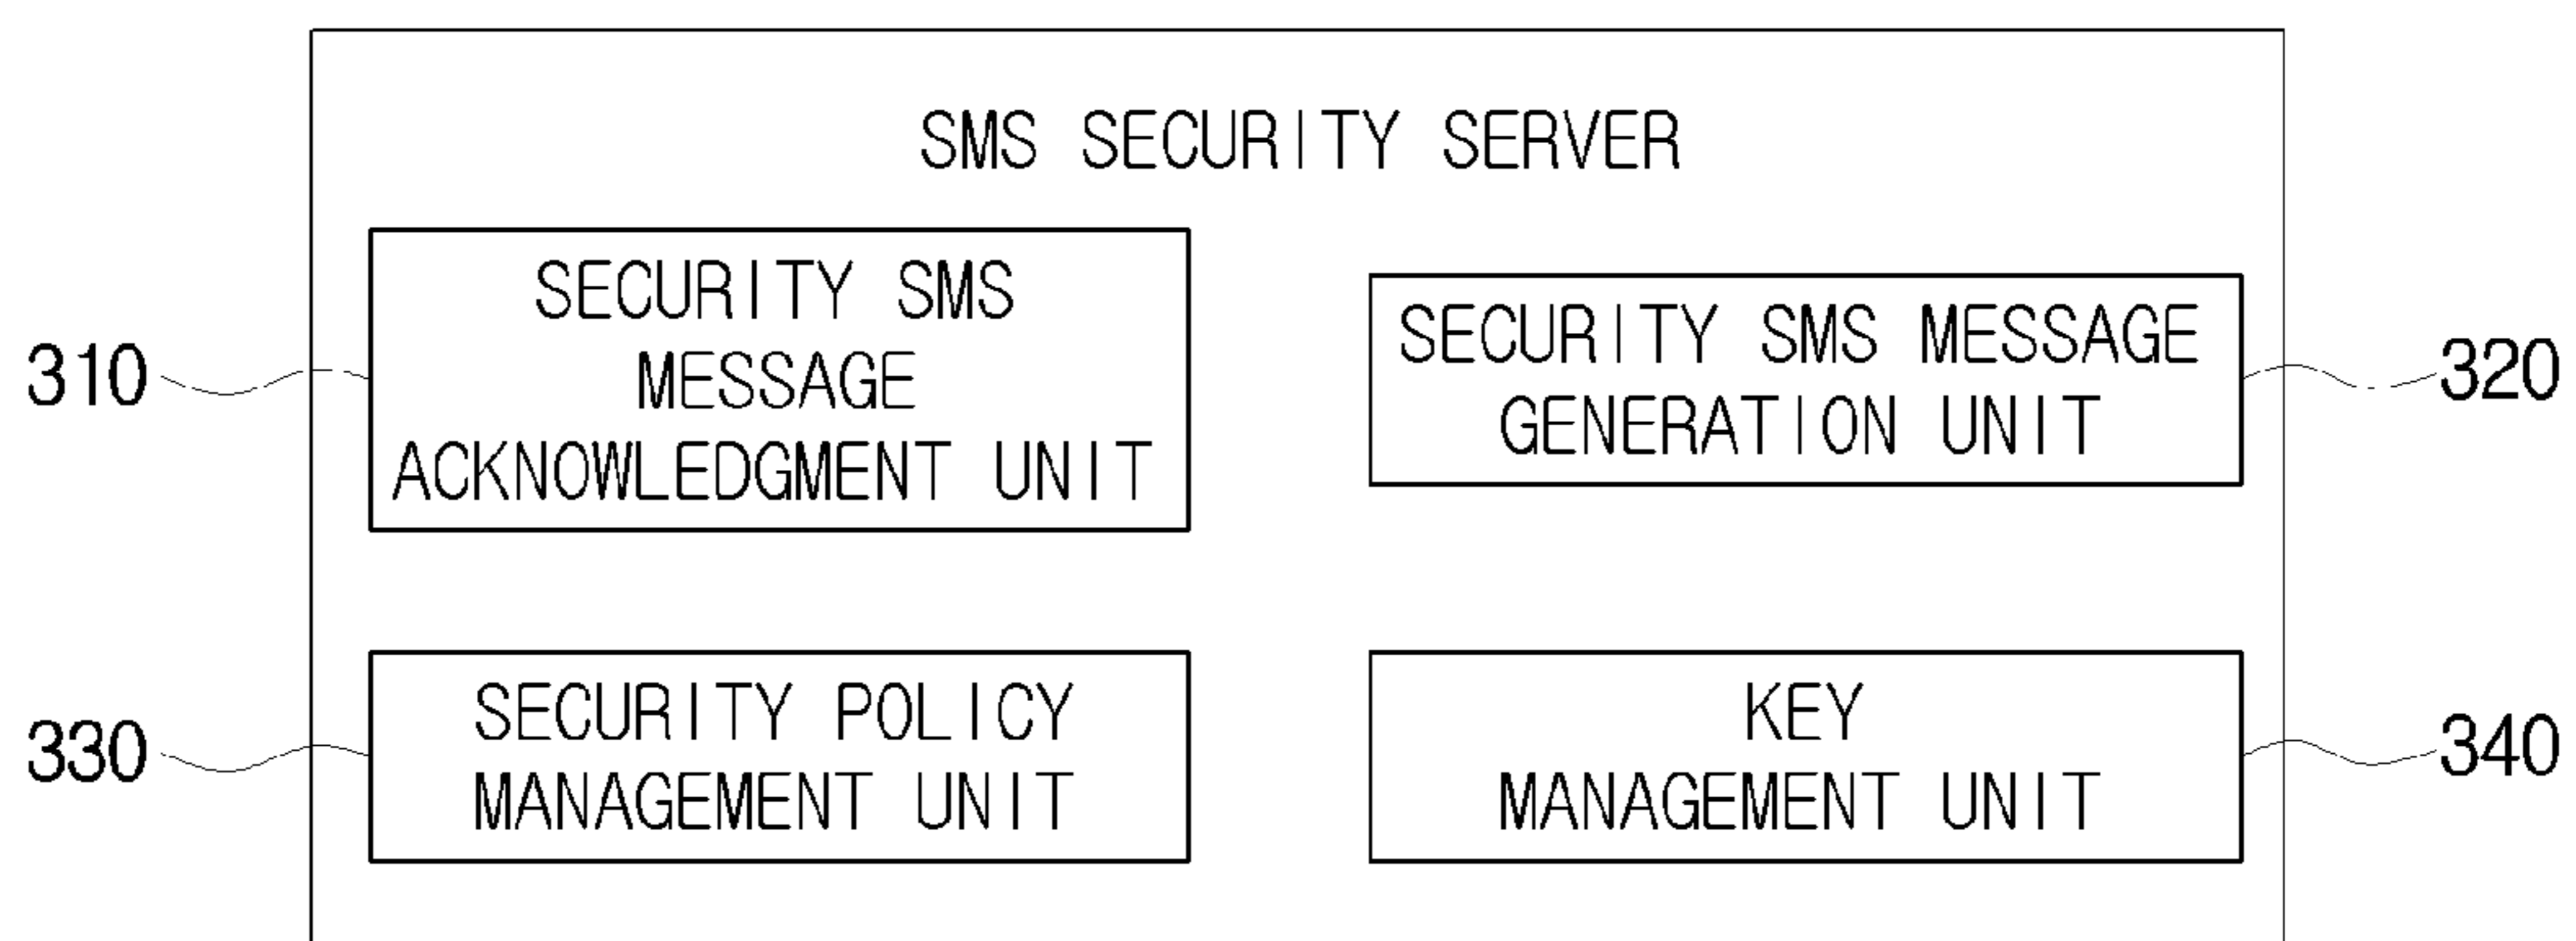 SMS SECURITY SERVER
310
SECURITY SMS
MESSAGE
ACKNOWLEDGMENT UNIT
SECURITY SMS MESSAGE
GENERATION UNIT
320
330
SECURITY POLICY
MANAGEMENT UNIT
KEY
MANAGEMENT UNIT
340